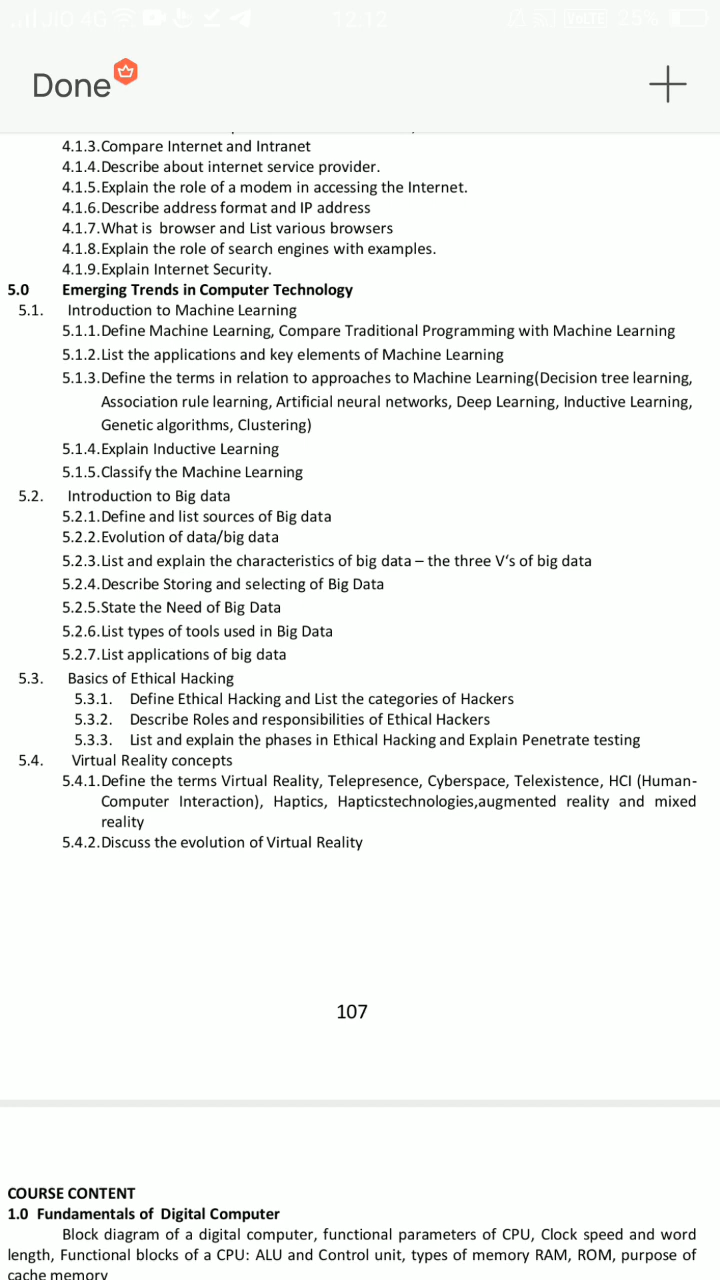 JIO 4G 12.12 VoLTE 25%
Done
4.1.3.Compare Internet and Intranet
4.1.4.Describe about internet service provider.
4.1.5.Explain the role of a modem in accessing the Internet.
4.1.6.Describe address format and IP address
4.1.7.What is browser and List various browsers
4.1.8.Explain the role of search engines with examples.
4.1.9.Explain Internet Security.
5.0 Emerging Trends in Computer Technology
5.1. Introduction to Machine Learning
5.1.1.Define Machine Learning, Compare Traditional Programming with Machine Learning
5.1.2.List the applications and key elements of Machine Learning
5.1.3.Define the terms in relation to approaches to Machine Learning(Decision tree learning,
Association rule learning, Artificial neural networks, Deep Learning, Inductive Learning,
Genetic algorithms, Clustering)
5.1.4.Explain Inductive Learning
5.1.5.Classify the Machine Learning
5.2. Introduction to Big data
5.2.1.Define and list sources of Big data
5.2.2.Evolution of data/big data
5.2.3.List and explain the characteristics of big data – the three V‘s of big data
5.2.4.Describe Storing and selecting of Big Data
5.2.5.State the Need of Big Data
5.2.6.List types of tools used in Big Data
5.2.7.List applications of big data
5.3. Basics of Ethical Hacking
5.3.1. Define Ethical Hacking and List the categories of Hackers
5.3.2. Describe Roles and responsibilities of Ethical Hackers
5.3.3. List and explain the phases in Ethical Hacking and Explain Penetrate testing
5.4. Virtual Reality concepts
5.4.1.Define the terms Virtual Reality, Telepresence, Cyberspace, Telexistence, HCI (Human-
Computer Interaction), Haptics, Hapticstechnologies,augmented reality and mixed
reality
5.4.2.Discuss the evolution of Virtual Reality
107
COURSE CONTENT
1.0 Fundamentals of Digital Computer
Block diagram of a digital computer, functional parameters of CPU, Clock speed and word
length, Functional blocks of a CPU: ALU and Control unit, types of memory RAM, ROM, purpose of
cache memory